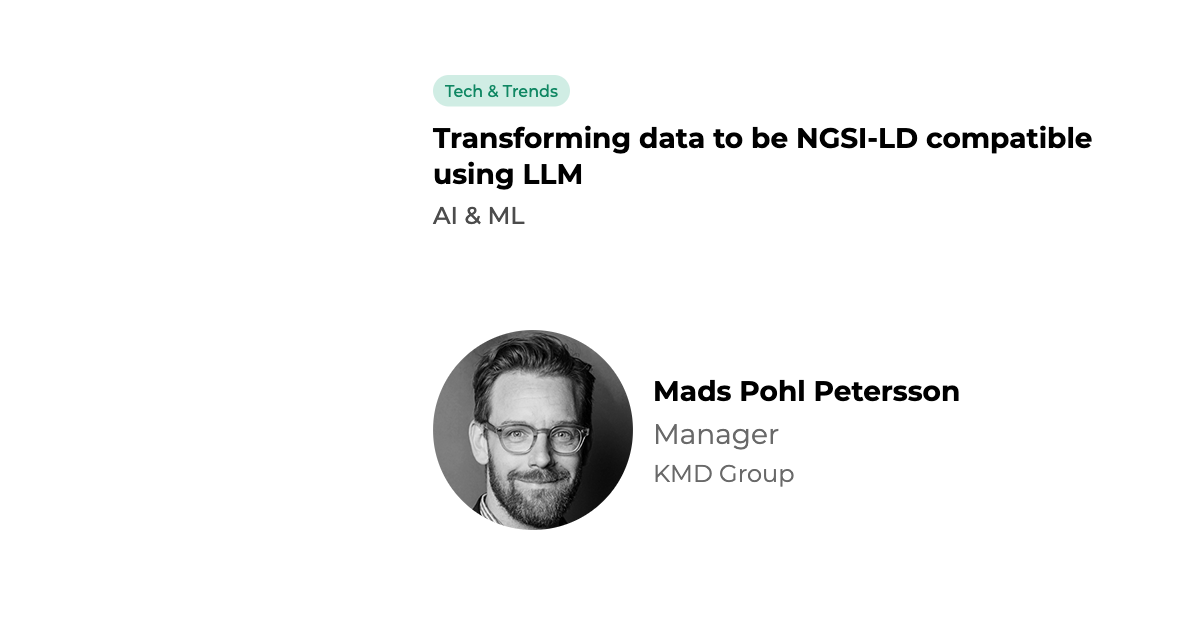 Tech & Trends
Transforming data to be NGSI-LD compatible
using LLM
AI & ML
Mads Pohl Petersson
Manager
KMD Group